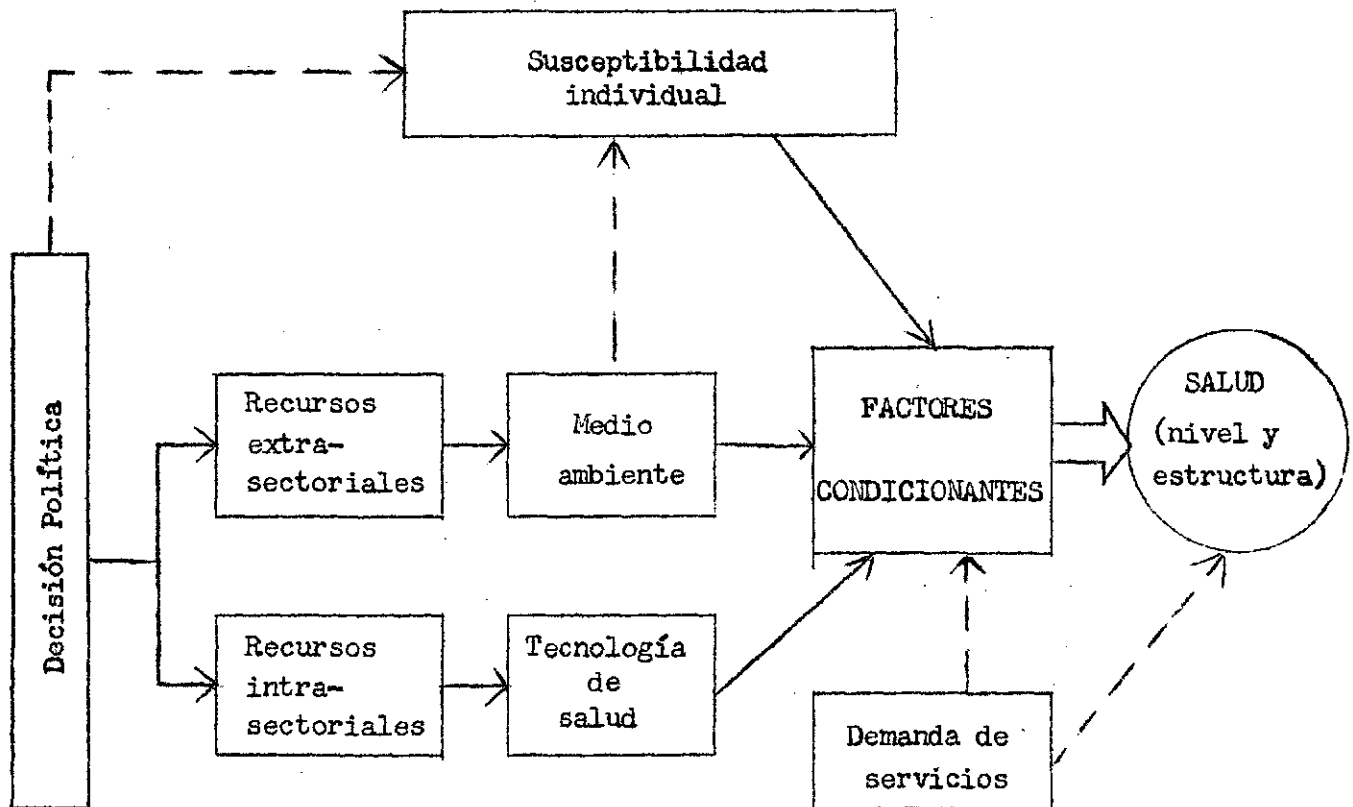 Susceptibilidad
individual
Decisión Política
Recursos
extra-
sectoriales
Medio
ambiente
FACTORES
CONDICIONANTES
SALUD
(nivel y
estructura)
Recursos
intra-
sectoriales
Tecnología
de
salud
Demanda de
servicios